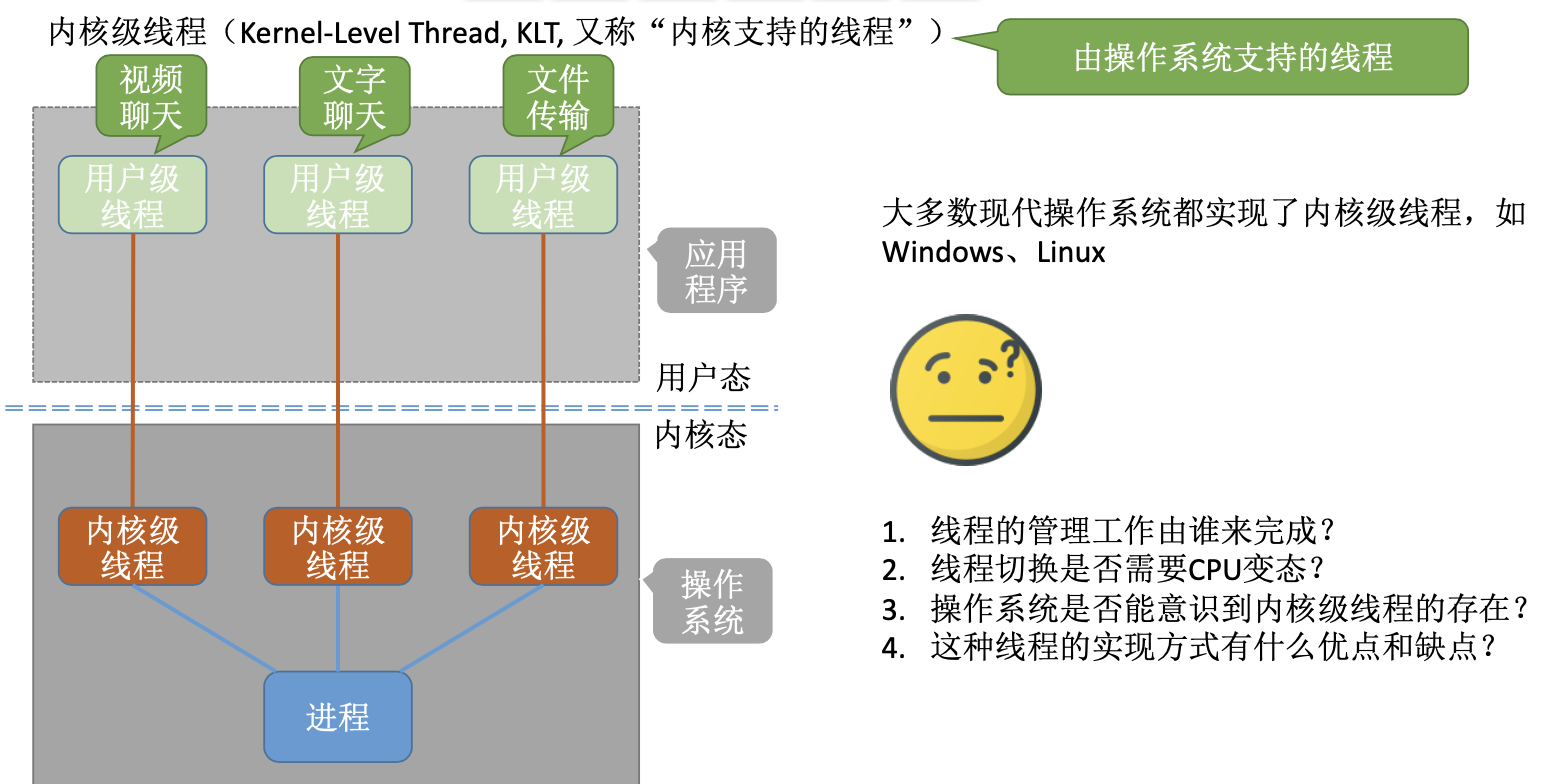 内核级线程（Kernel-Level Thread, KLT, 又称“内核支持的线程”）
由操作系统支持的线程
视频
聊天
文字
聊天
文件
传输
用户级
线程
用户级
线程
用户级
线程
应用
程序
大多数现代操作系统都实现了内核级线程，如
Windows、Linux
?
用户态
内核态
内核级
线程
内核级
线程
内核级
线程
操作
系统
进程
1. 线程的管理工作由谁来完成？
2. 线程切换是否需要CPU变态？
3. 操作系统是否能意识到内核级线程的存在？
4. 这种线程的实现方式有什么优点和缺点？